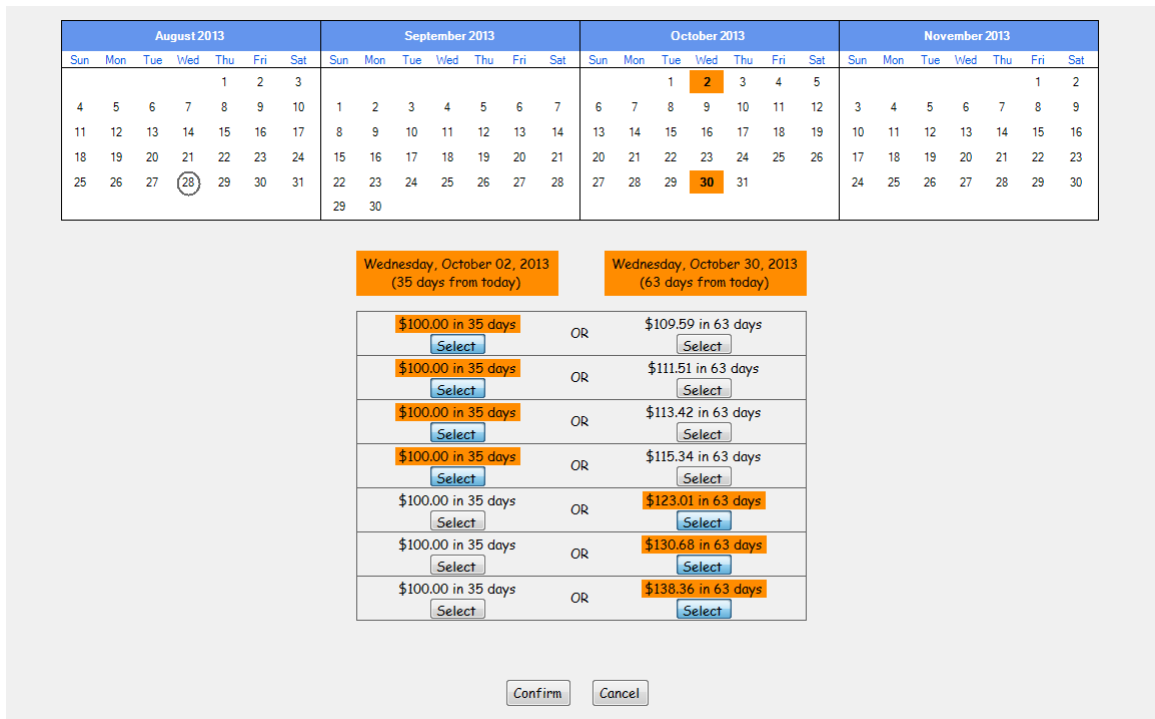 August 2013 September 2013 October 2013 November 2013
Sun Mon Tue Wed Thu Fri Sat Sun Mon Tue Wed Thu Fri Sat Sun Mon Tue Wed Thu Fri Sat Sun Mon Tue Wed Thu Fri Sat
1 2 3 1 2 3 4 5 1 2
4 5 6 7 8 9 10 1 2 3 4 5 6 7 6 7 8 9 10 11 12 3 4 5 6 7 8 9
11 12 13 14 15 16 17 8 9 10 11 12 13 14 13 14 15 16 17 18 19 10 11 12 13 14 15 16
18 19 20 21 22 23 24 15 16 17 18 19 20 21 20 21 22 23 24 25 26 17 18 19 20 21 22 23
25 26 27 28 29 30 31 22 23 24 25 26 27 28 27 28 29 30 31 24 25 26 27 28 29 30
29 30
Wednesday, October 02, 2013 Wednesday, October 30, 2013
(35 days from today) (63 days from today)
$100.00 in 35 days OR $109.59 in 63 days
Select Select
$100.00 in 35 days OR $111.51 in 63 days
Select Select
$100.00 in 35 days OR $113.42 in 63 days
Select Select
$100.00 in 35 days OR $115.34 in 63 days
Select Select
$100.00 in 35 days OR $123.01 in 63 days
Select Select
$100.00 in 35 days OR $130.68 in 63 days
Select Select
$100.00 in 35 days OR $138.36 in 63 days
Select Select
Confirm Cancel